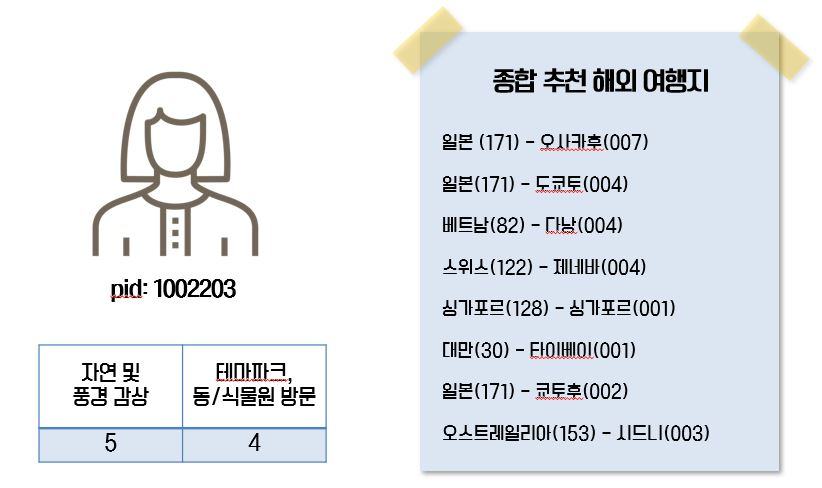 pid: 1002203
자연 및
풍경 감상
테마파크,
동/식물원 방문
5
4
종합 추천 해외 여행지
일본 (171) - 오사카후(007)
일본(171) - 도쿄토(004)
베트남(82) - 다낭(004)
스위스(122) - 제네바(004)
싱가포르(128) - 싱가포르(001)
대만(30) - 타이베이(001)
일본(171) - 쿄토후(002)
오스트레일리아(153) - 시드니(003)